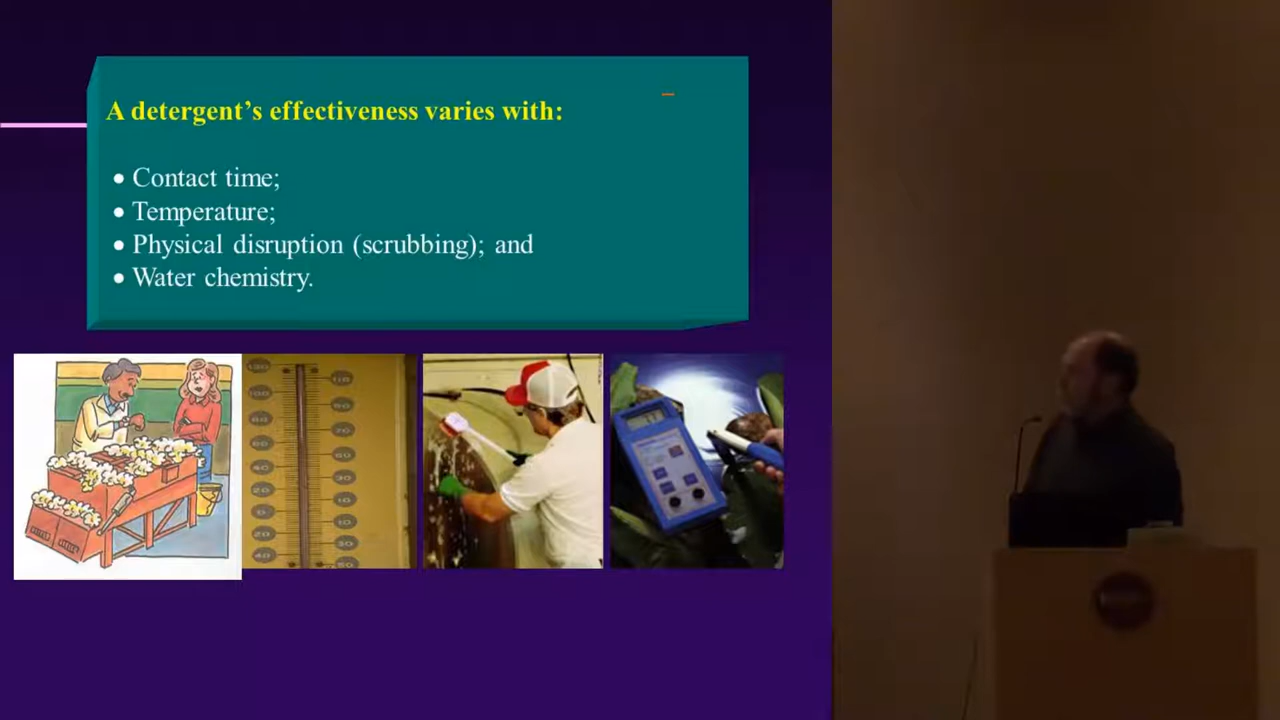 A detergent's effectiveness varies with:
• Contact time;
• Temperature;
• Physical disruption (scrubbing); and
• Water chemistry.